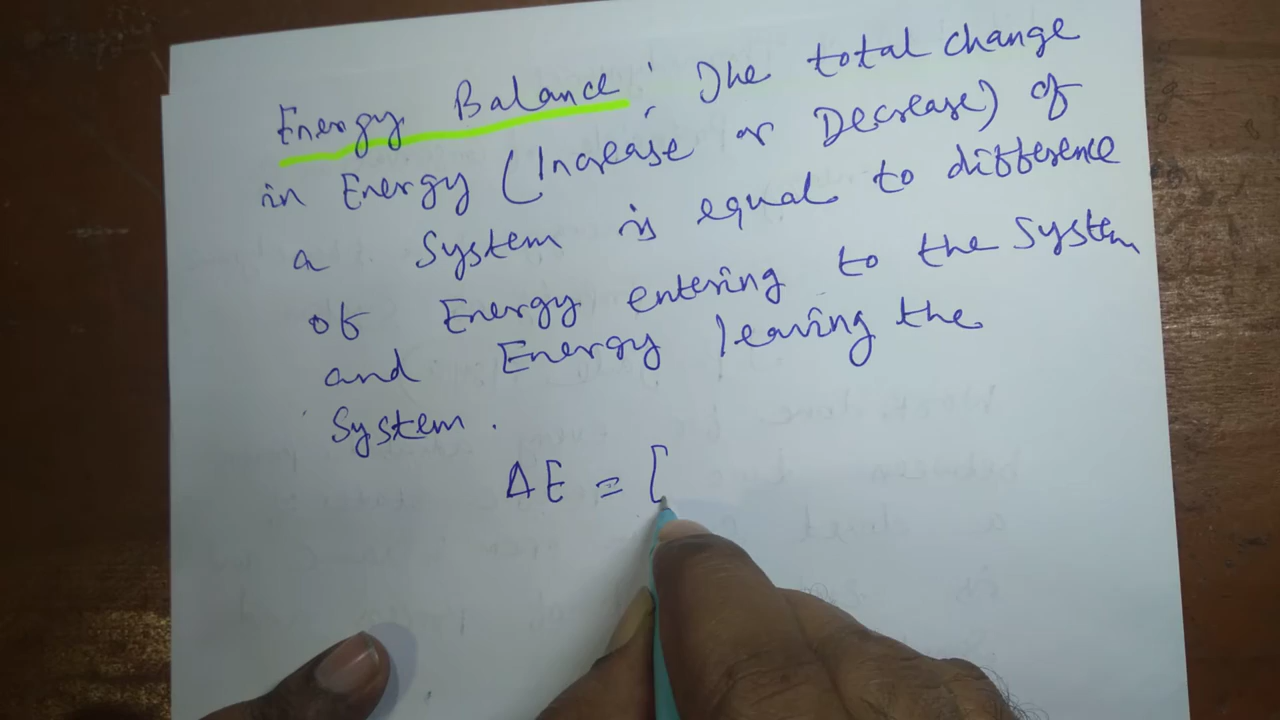 Energy Balance : The total change
in Energy (Increase or Decrease) of
a System is equal to difference
of Energy entering to the System
and Energy leaving the
System.
ΔE = [